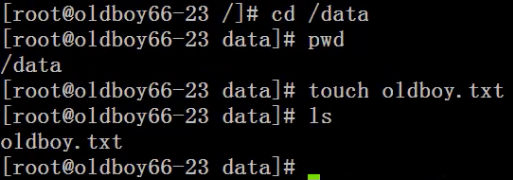 [root@oldboy66-23 /]# cd /data
[root@oldboy66-23 data]# pwd
/data
[root@oldboy66-23 data]# touch oldboy.txt
[root@oldboy66-23 data]# ls
oldboy.txt
[root@oldboy66-23 data]#